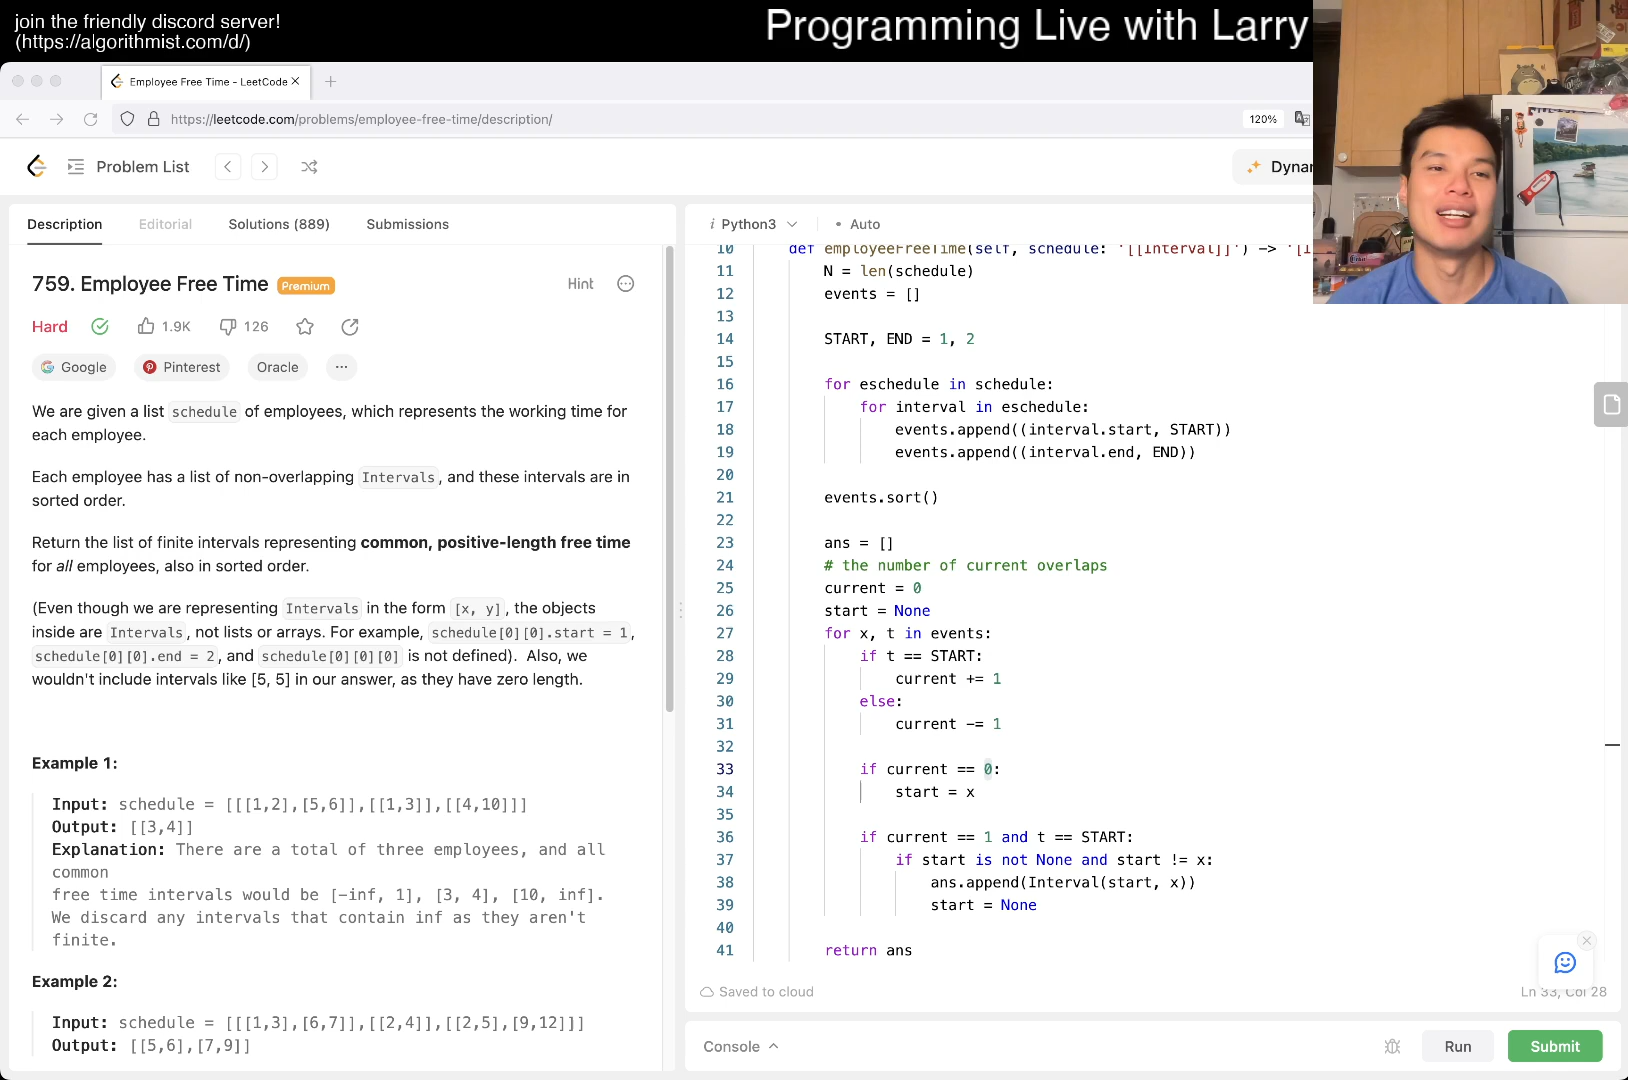 join the friendly discord server!
(https://algorithmist.com/d/)
Programming Live with Larry
Employee Free Time - LeetCode
https://leetcode.com/problems/employee-free-time/description/
120%
Problem List
Dynar
Description
Editorial
Solutions (889)
Submissions
759. Employee Free Time
Premium
Hint
Hard
1.9K
126
Google
Pinterest
Oracle
We are given a list schedule of employees, which represents the working time for
each employee.
Each employee has a list of non-overlapping Intervals, and these intervals are in
sorted order.
Return the list of finite intervals representing common, positive-length free time
for all employees, also in sorted order.
(Even though we are representing Intervals in the form [x, y], the objects
inside are Intervals, not lists or arrays. For example, schedule[0][0].start = 1,
schedule[0][0].end = 2, and schedule[0][0][0] is not defined). Also, we
wouldn't include intervals like [5, 5] in our answer, as they have zero length.
Example 1:
Input: schedule = [[[1,2],[5,6]],[[1,3]],[[4,10]]]
Output: [[3,4]]
Explanation: There are a total of three employees, and all
common
free time intervals would be [-inf, 1], [3, 4], [10, inf].
We discard any intervals that contain inf as they aren't
finite.
Example 2:
Input: schedule = [[[1,3],[6,7]],[[2,4]],[[2,5],[9,12]]]
Output: [[5,6],[7,9]]
i Python3
• Auto
10 def employeeFreeTime(self, schedule: '[[Interval]]') -> '[I
11 N = len(schedule)
12 events = []
13
14 START, END = 1, 2
15
16 for eschedule in schedule:
17 for interval in eschedule:
18 events.append((interval.start, START))
19 events.append((interval.end, END))
20
21 events.sort()
22
23 ans = []
24 # the number of current overlaps
25 current = 0
26 start = None
27 for x, t in events:
28 if t == START:
29 current += 1
30 else:
31 current -= 1
32
33 if current == 0:
34 start = x
35
36 if current == 1 and t == START:
37 if start is not None and start != x:
38 ans.append(Interval(start, x))
39 start = None
40
41 return ans
Saved to cloud
Ln 33, Col 28
Console
Run
Submit